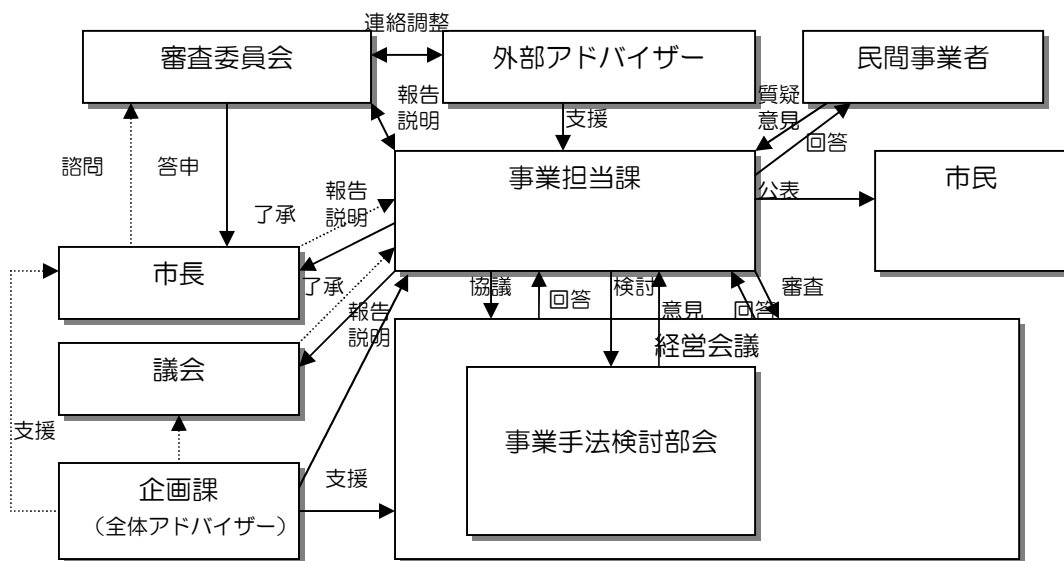 連絡調整
審査委員会
外部アドバイザー
民間事業者
報告
説明
支援
質疑
意見
回答
諮問
答申
事業担当課
市民
公表
報告
説明
了承
市長
了承
報告
説明
協議
回答
検討
意見
回答
審査
経営会議
議会
支援
事業手法検討部会
企画課
（全体アドバイザー）
支援